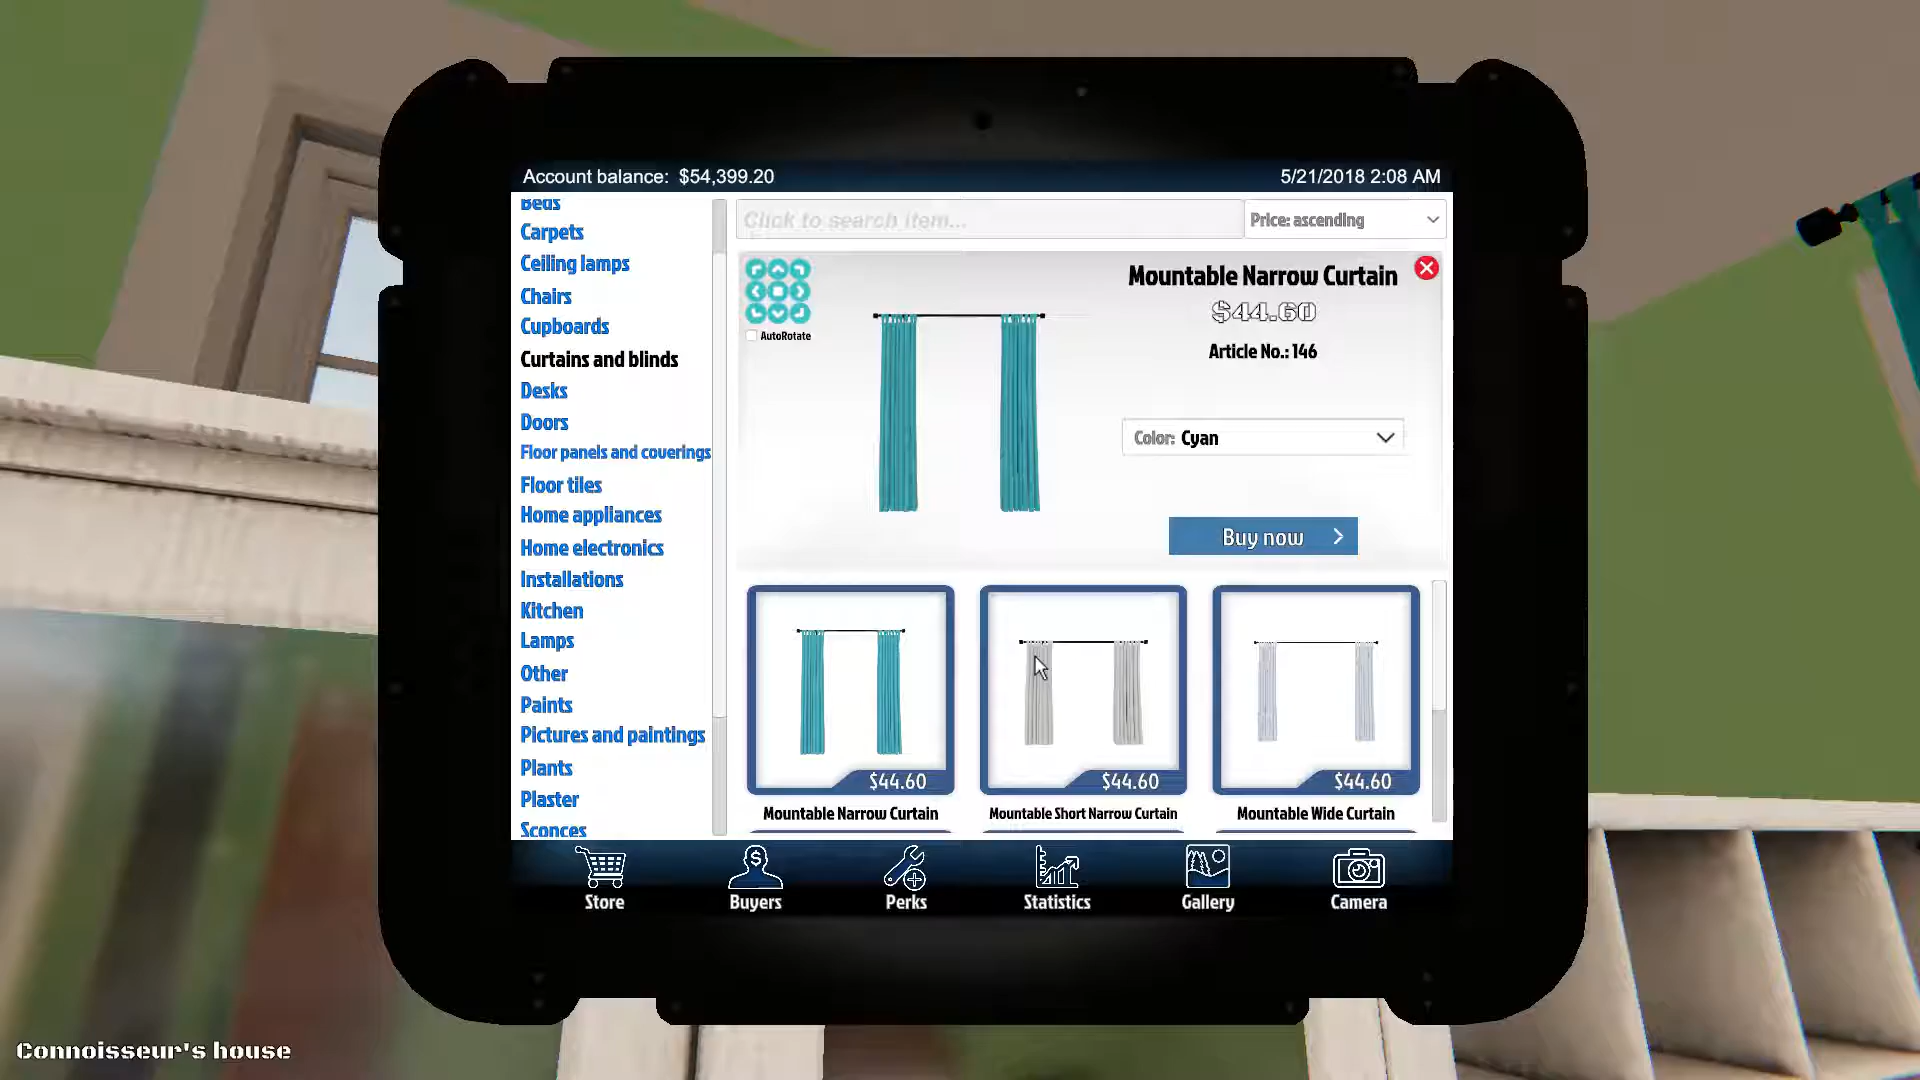 Account balance: $54,399.20
5/21/2018 2:08 AM
Beds
Carpets
Ceiling lamps
Chairs
Cupboards
Curtains and blinds
Desks
Doors
Floor panels and coverings
Floor tiles
Home appliances
Home electronics
Installations
Kitchen
Lamps
Other
Paints
Pictures and paintings
Plants
Plaster
Sconces
Click to search item...
Price: ascending
AutoRotate
Mountable Narrow Curtain
$44.60
Article No.: 146
Color: Cyan
Buy now
$44.60
$44.60
$44.60
Mountable Narrow Curtain
Mountable Short Narrow Curtain
Mountable Wide Curtain
Store
Buyers
Perks
Statistics
Gallery
Camera
Connoisseur's house